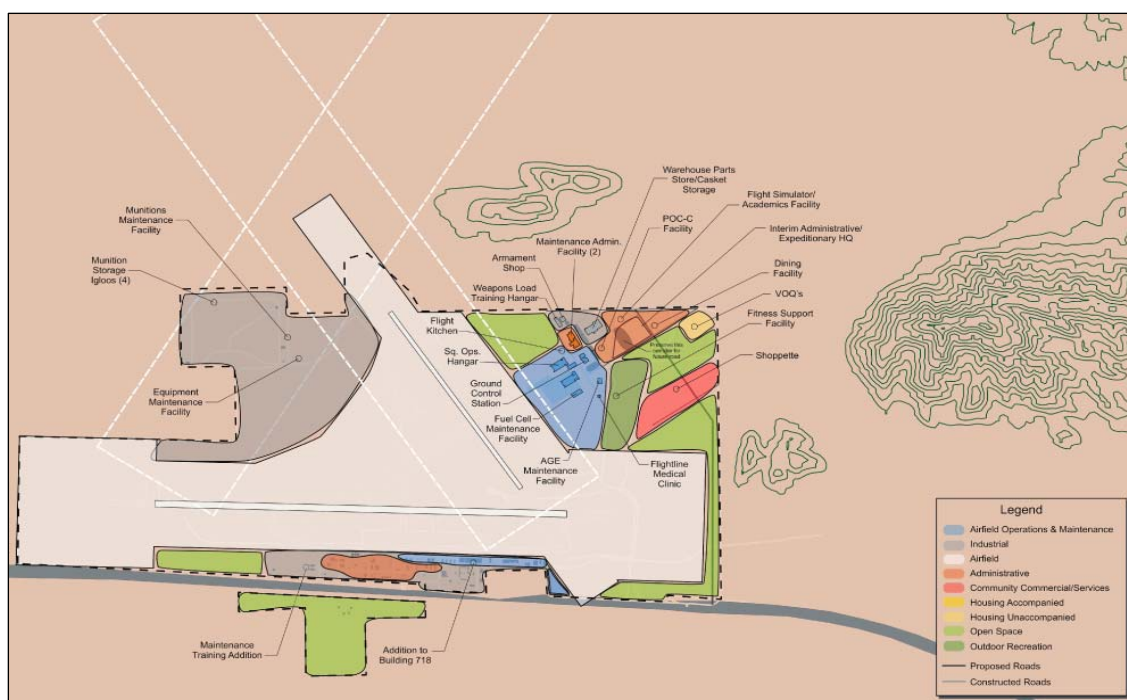 Warehouse Parts
Store/Casket
Storage
Flight Simulator/
Academics Facility
POC-C
Facility
Interim Administrative/
Expeditionary HQ
Munitions
Maintenance
Facility
Maintenance Admin.
Facility (2)
Dining
Facility
Munition
Storage
Igloos (4)
Armament
Shop
VOQ's
Weapons Load
Training Hangar
Fitness Support
Facility
Flight
Kitchen
Shoppette
Sq. Ops.
Hangar
Ground
Control
Station
Equipment
Maintenance
Facility
Fuel Cell
Maintenance
Facility
AGE
Maintenance
Facility
Flightline
Medical
Clinic
Maintenance
Training Addition
Addition to
Building 718
Legend
Airfield Operations & Maintenance
Industrial
Airfield
Administrative
Community Commercial/Services
Housing Accompanied
Housing Unaccompanied
Open Space
Outdoor Recreation
Proposed Roads
Constructed Roads